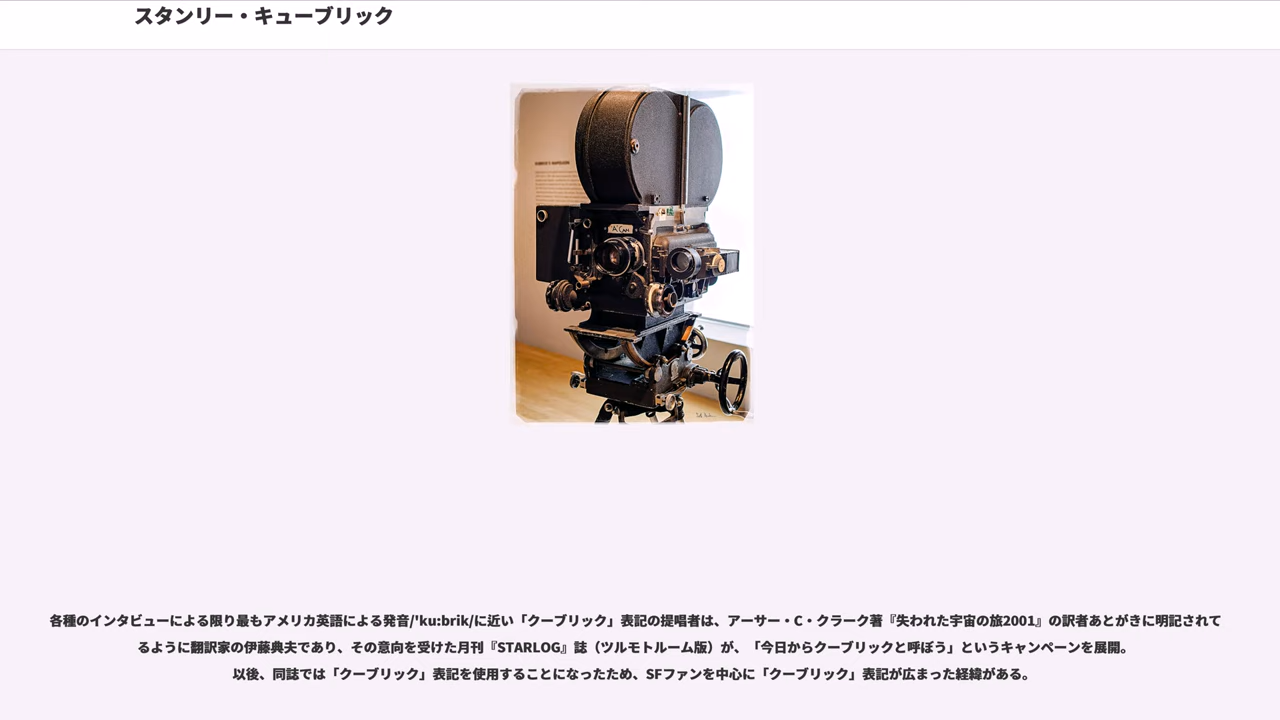 スタンリー・キューブリック
"A" CAM
各種のインタビューによる限り最もアメリカ英語による発音/'ku:brik/に近い「クーブリック」表記の提唱者は、アーサー・C・クラーク著『失われた宇宙の旅2001』の訳者あとがきに明記されて
るように翻訳家の伊藤典夫であり、その意向を受けた月刊『STARLOG』誌（ツルモトルーム版）が、「今日からクーブリックと呼ぼう」というキャンペーンを展開。
以後、同誌では「クーブリック」表記を使用することになったため、SFファンを中心に「クーブリック」表記が広まった経緯がある。